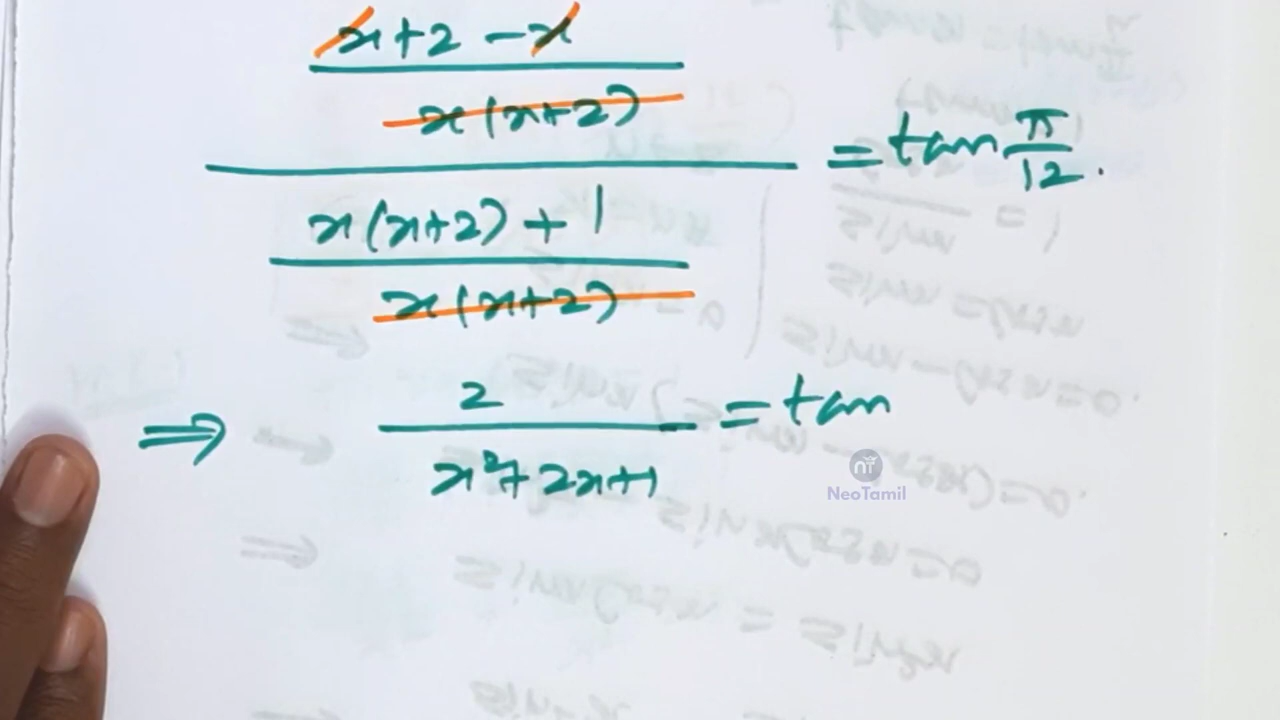 x+2 -x
x(x+2)
= tan π/12.
x(x+2) + 1
x(x+2)
⇒ 2 / x²+2x+1 = tan
NeoTamil